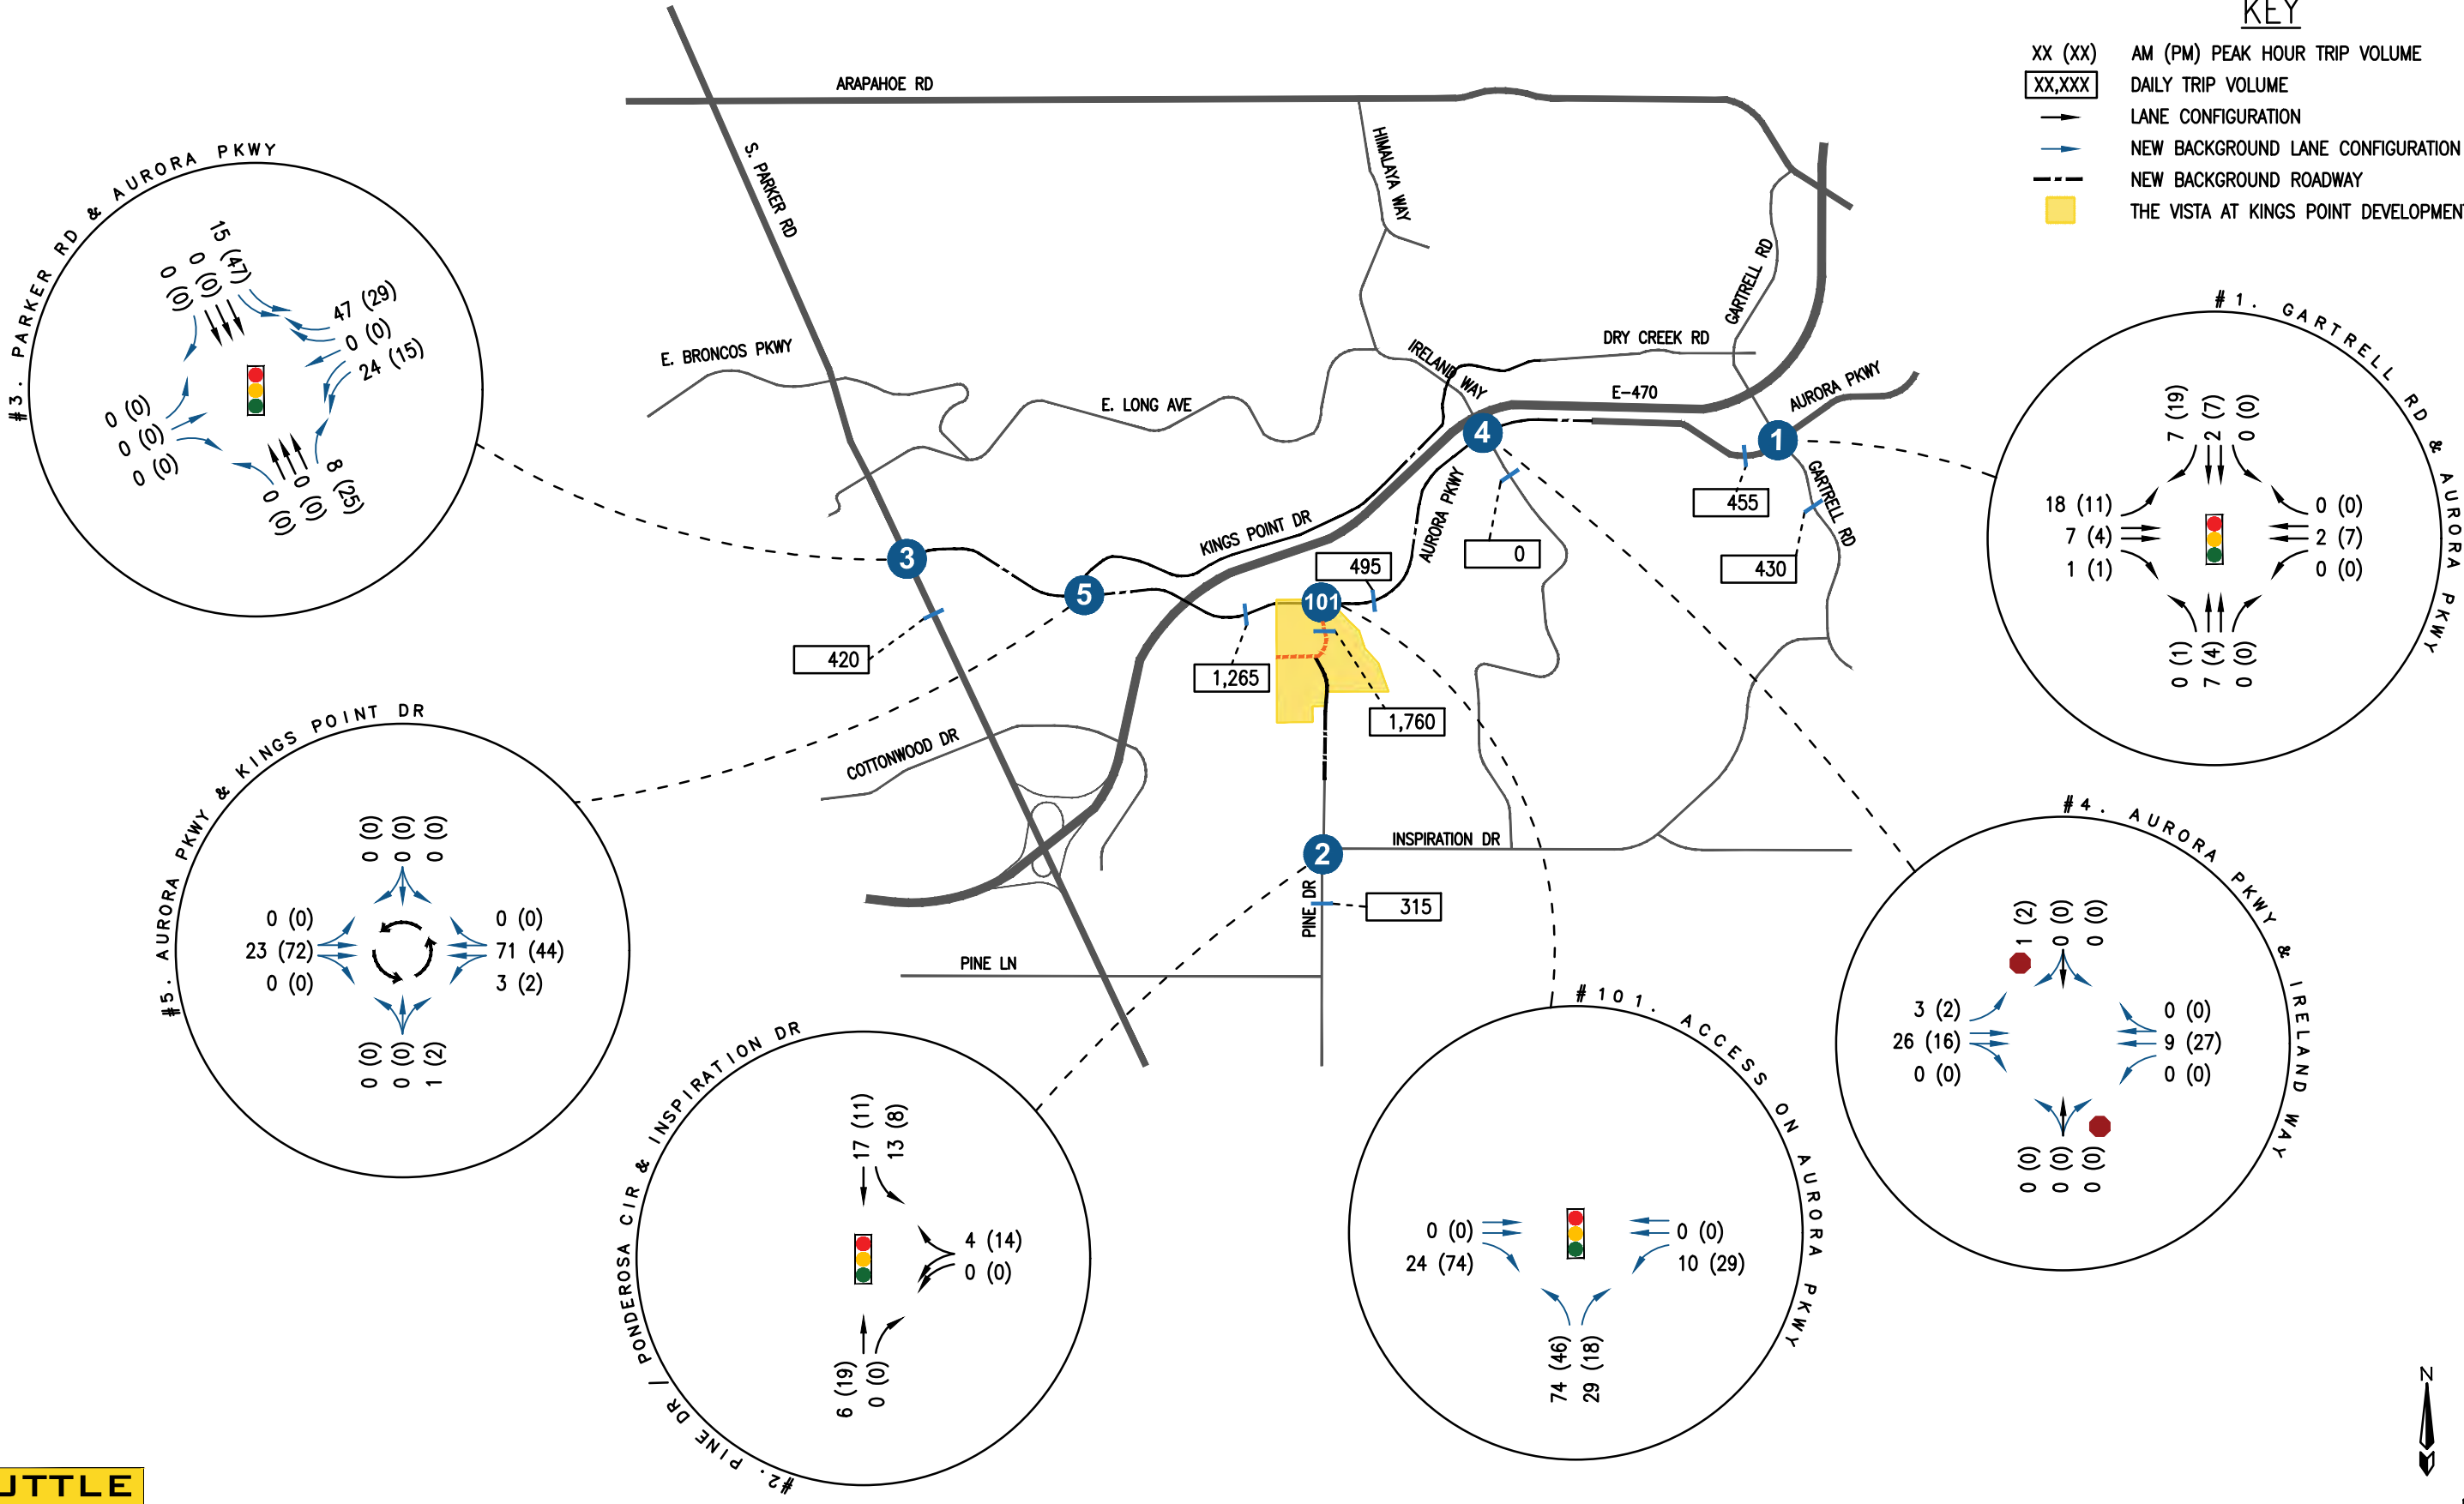 KEY
XX (XX) AM (PM) PEAK HOUR TRIP VOLUME
XX,XXX DAILY TRIP VOLUME
LANE CONFIGURATION
NEW BACKGROUND LANE CONFIGURATION
NEW BACKGROUND ROADWAY
THE VISTA AT KINGS POINT DEVELOPMENT
ARAPAHOE RD
S. PARKER RD
HIMALAYA WAY
GARTRELL RD
DRY CREEK RD
IRELAND WAY
E. BRONCOS PKWY
E. LONG AVE
E-470
AURORA PKWY
GARTRELL RD
KINGS POINT DR
AURORA PKWY
COTTONWOOD DR
INSPIRATION DR
PINE DR
PINE LN
1
2
3
4
5
101
455
430
0
495
420
1,265
1,760
315
#3. PARKER RD & AURORA PKWY
15 (47)
0 (0)
0 (0)
47 (29)
0 (0)
24 (15)
0 (0)
0 (0)
0 (0)
0 (0)
0 (0)
8 (25)
#1. GARTRELL RD & AURORA PKWY
7 (19)
2 (7)
0 (0)
18 (11)
7 (4)
1 (1)
0 (0)
2 (7)
0 (0)
0 (1)
7 (4)
0 (0)
#5. AURORA PKWY & KINGS POINT DR
0 (0)
0 (0)
0 (0)
0 (0)
23 (72)
0 (0)
0 (0)
71 (44)
3 (2)
0 (0)
0 (0)
1 (2)
#4. AURORA PKWY & IRELAND WAY
1 (2)
0 (0)
0 (0)
3 (2)
26 (16)
0 (0)
0 (0)
9 (27)
0 (0)
0 (0)
0 (0)
0 (0)
#2. PINE DR / PONDEROSA CIR & INSPIRATION DR
17 (11)
13 (8)
4 (14)
0 (0)
6 (19)
0 (0)
#101. ACCESS ON AURORA PKWY
0 (0)
24 (74)
0 (0)
10 (29)
74 (46)
29 (18)
N
UTTLE